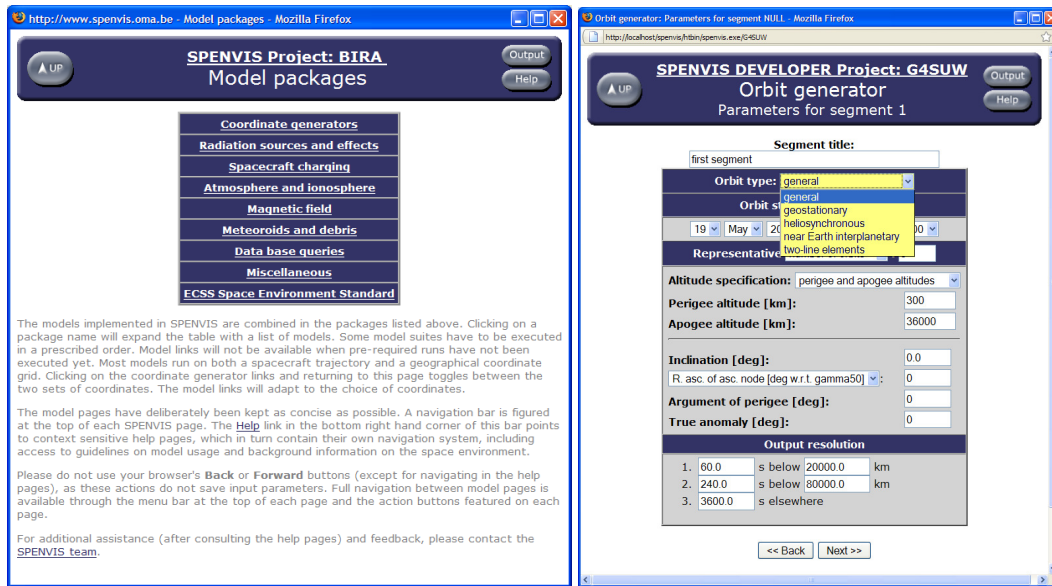 http://www.spenvis.oma.be - Model packages - Mozilla Firefox
UP
SPENVIS Project: BIRA
Model packages
Output
Help
Coordinate generators
Radiation sources and effects
Spacecraft charging
Atmosphere and ionosphere
Magnetic field
Meteoroids and debris
Data base queries
Miscellaneous
ECSS Space Environment Standard
The models implemented in SPENVIS are combined in the packages listed above. Clicking on a
package name will expand the table with a list of models. Some model suites have to be executed
in a prescribed order. Model links will not be available when pre-required runs have not been
executed yet. Most models run on both a spacecraft trajectory and a geographical coordinate
grid. Clicking on the coordinate generator links and returning to this page toggles between the
two sets of coordinates. The model links will adapt to the choice of coordinates.
The model pages have deliberately been kept as concise as possible. A navigation bar is figured
at the top of each SPENVIS page. The Help link in the bottom right hand corner of this bar points
to context sensitive help pages, which in turn contain their own navigation system, including
access to guidelines on model usage and background information on the space environment.
Please do not use your browser's Back or Forward buttons (except for navigating in the help
pages), as these actions do not save input parameters. Full navigation between model pages is
available through the menu bar at the top of each page and the action buttons featured on each
page.
For additional assistance (after consulting the help pages) and feedback, please contact the
SPENVIS team.
Orbit generator: Parameters for segment NULL - Mozilla Firefox
http://localhost/spenvis/htbin/spenvis.exe/G4SUW
UP
SPENVIS DEVELOPER Project: G4SUW
Orbit generator
Parameters for segment 1
Output
Help
Segment title:
first segment
Orbit type: general
general
geostationary
heliosynchronous
near Earth interplanetary
two-line elements
Orbit
19 May 20
Representative
Altitude specification: perigee and apogee altitudes
Perigee altitude [km]: 300
Apogee altitude [km]: 36000
Inclination [deg]: 0.0
R. asc. of asc. node [deg w.r.t. gamma50] : 0
Argument of perigee [deg]: 0
True anomaly [deg]: 0
Output resolution
1. 60.0 s below 20000.0 km
2. 240.0 s below 80000.0 km
3. 3600.0 s elsewhere
<< Back Next >>